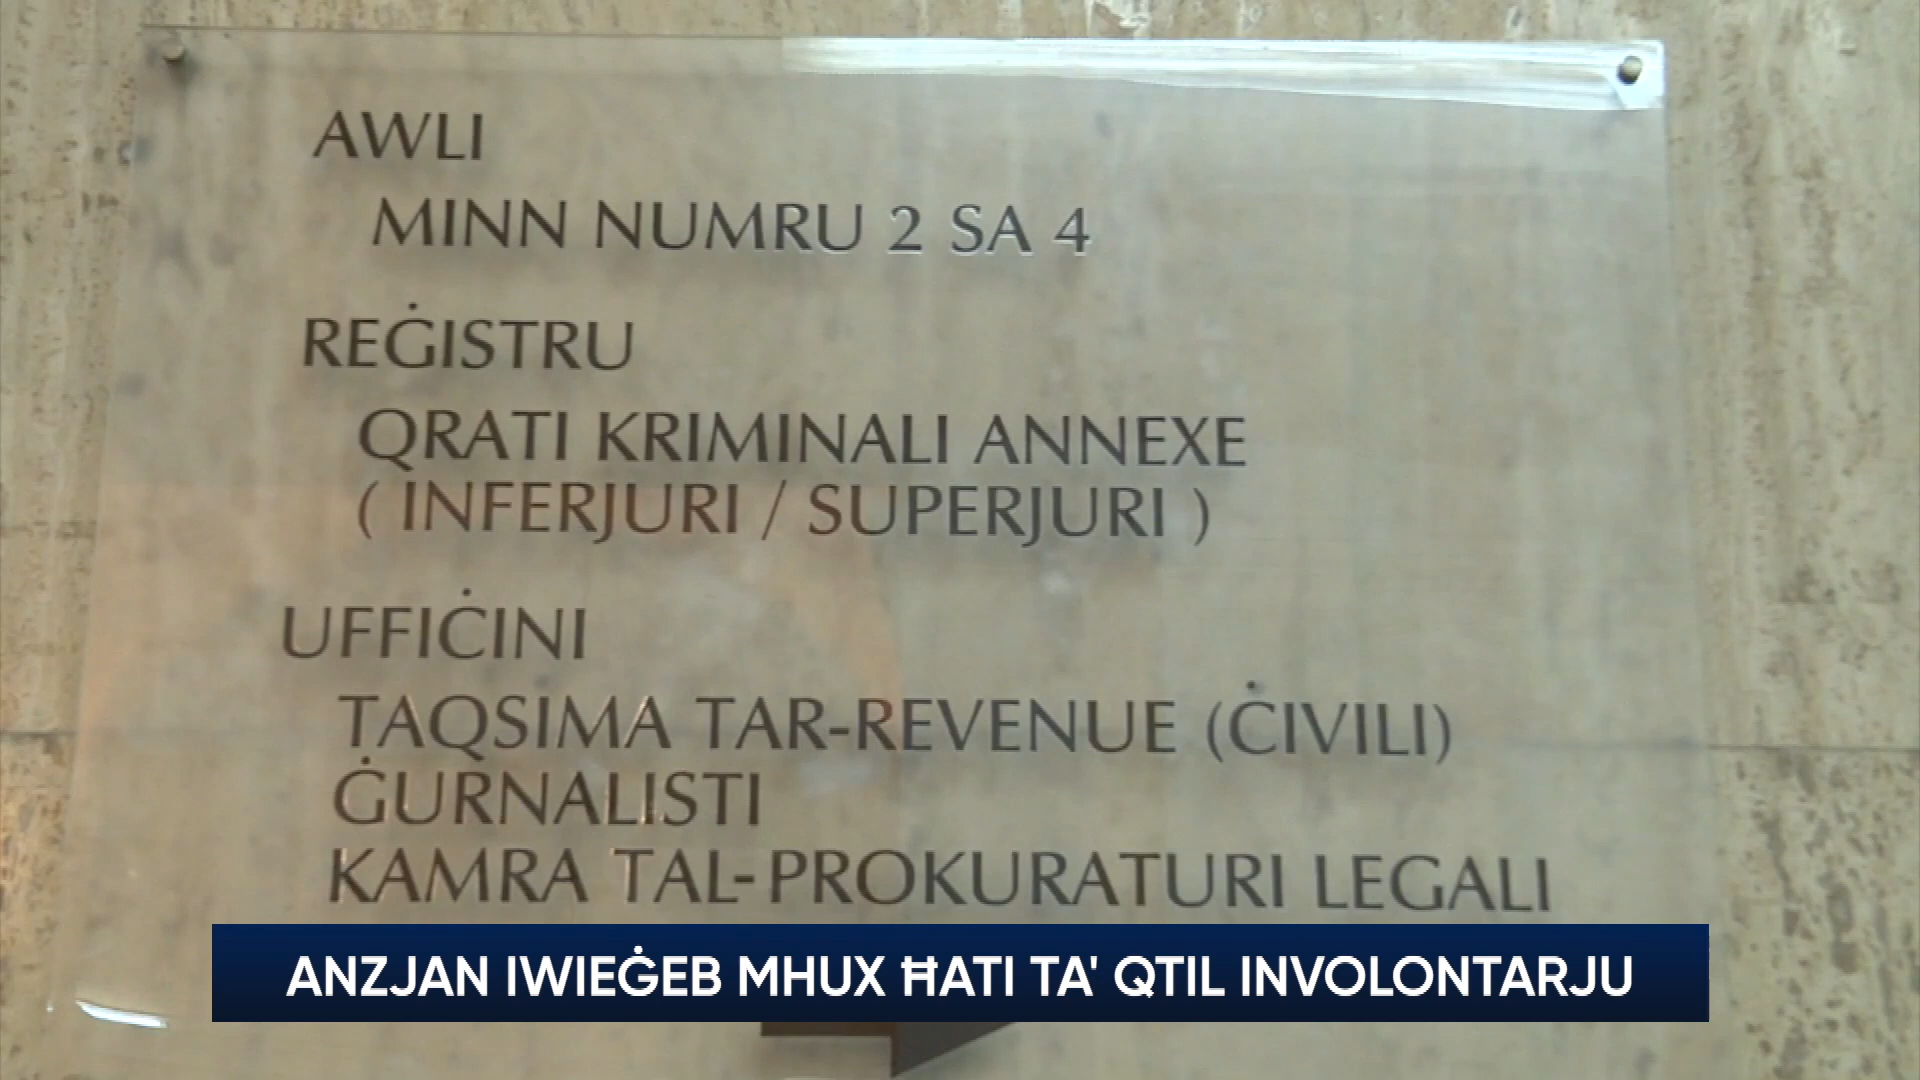 AWLI
MINN NUMRU 2 SA 4
REĠISTRU
QRATI KRIMINALI ANNEXE
( INFERJURI / SUPERJURI )
UFFIĊINI
TAQSIMA TAR-REVENUE (ĊIVILI)
ĠURNALISTI
KAMRA TAL-PROKURATURI LEGALI
ANZJAN IWIEĠEB MHUX ĦATI TA' QTIL INVOLONTARJU